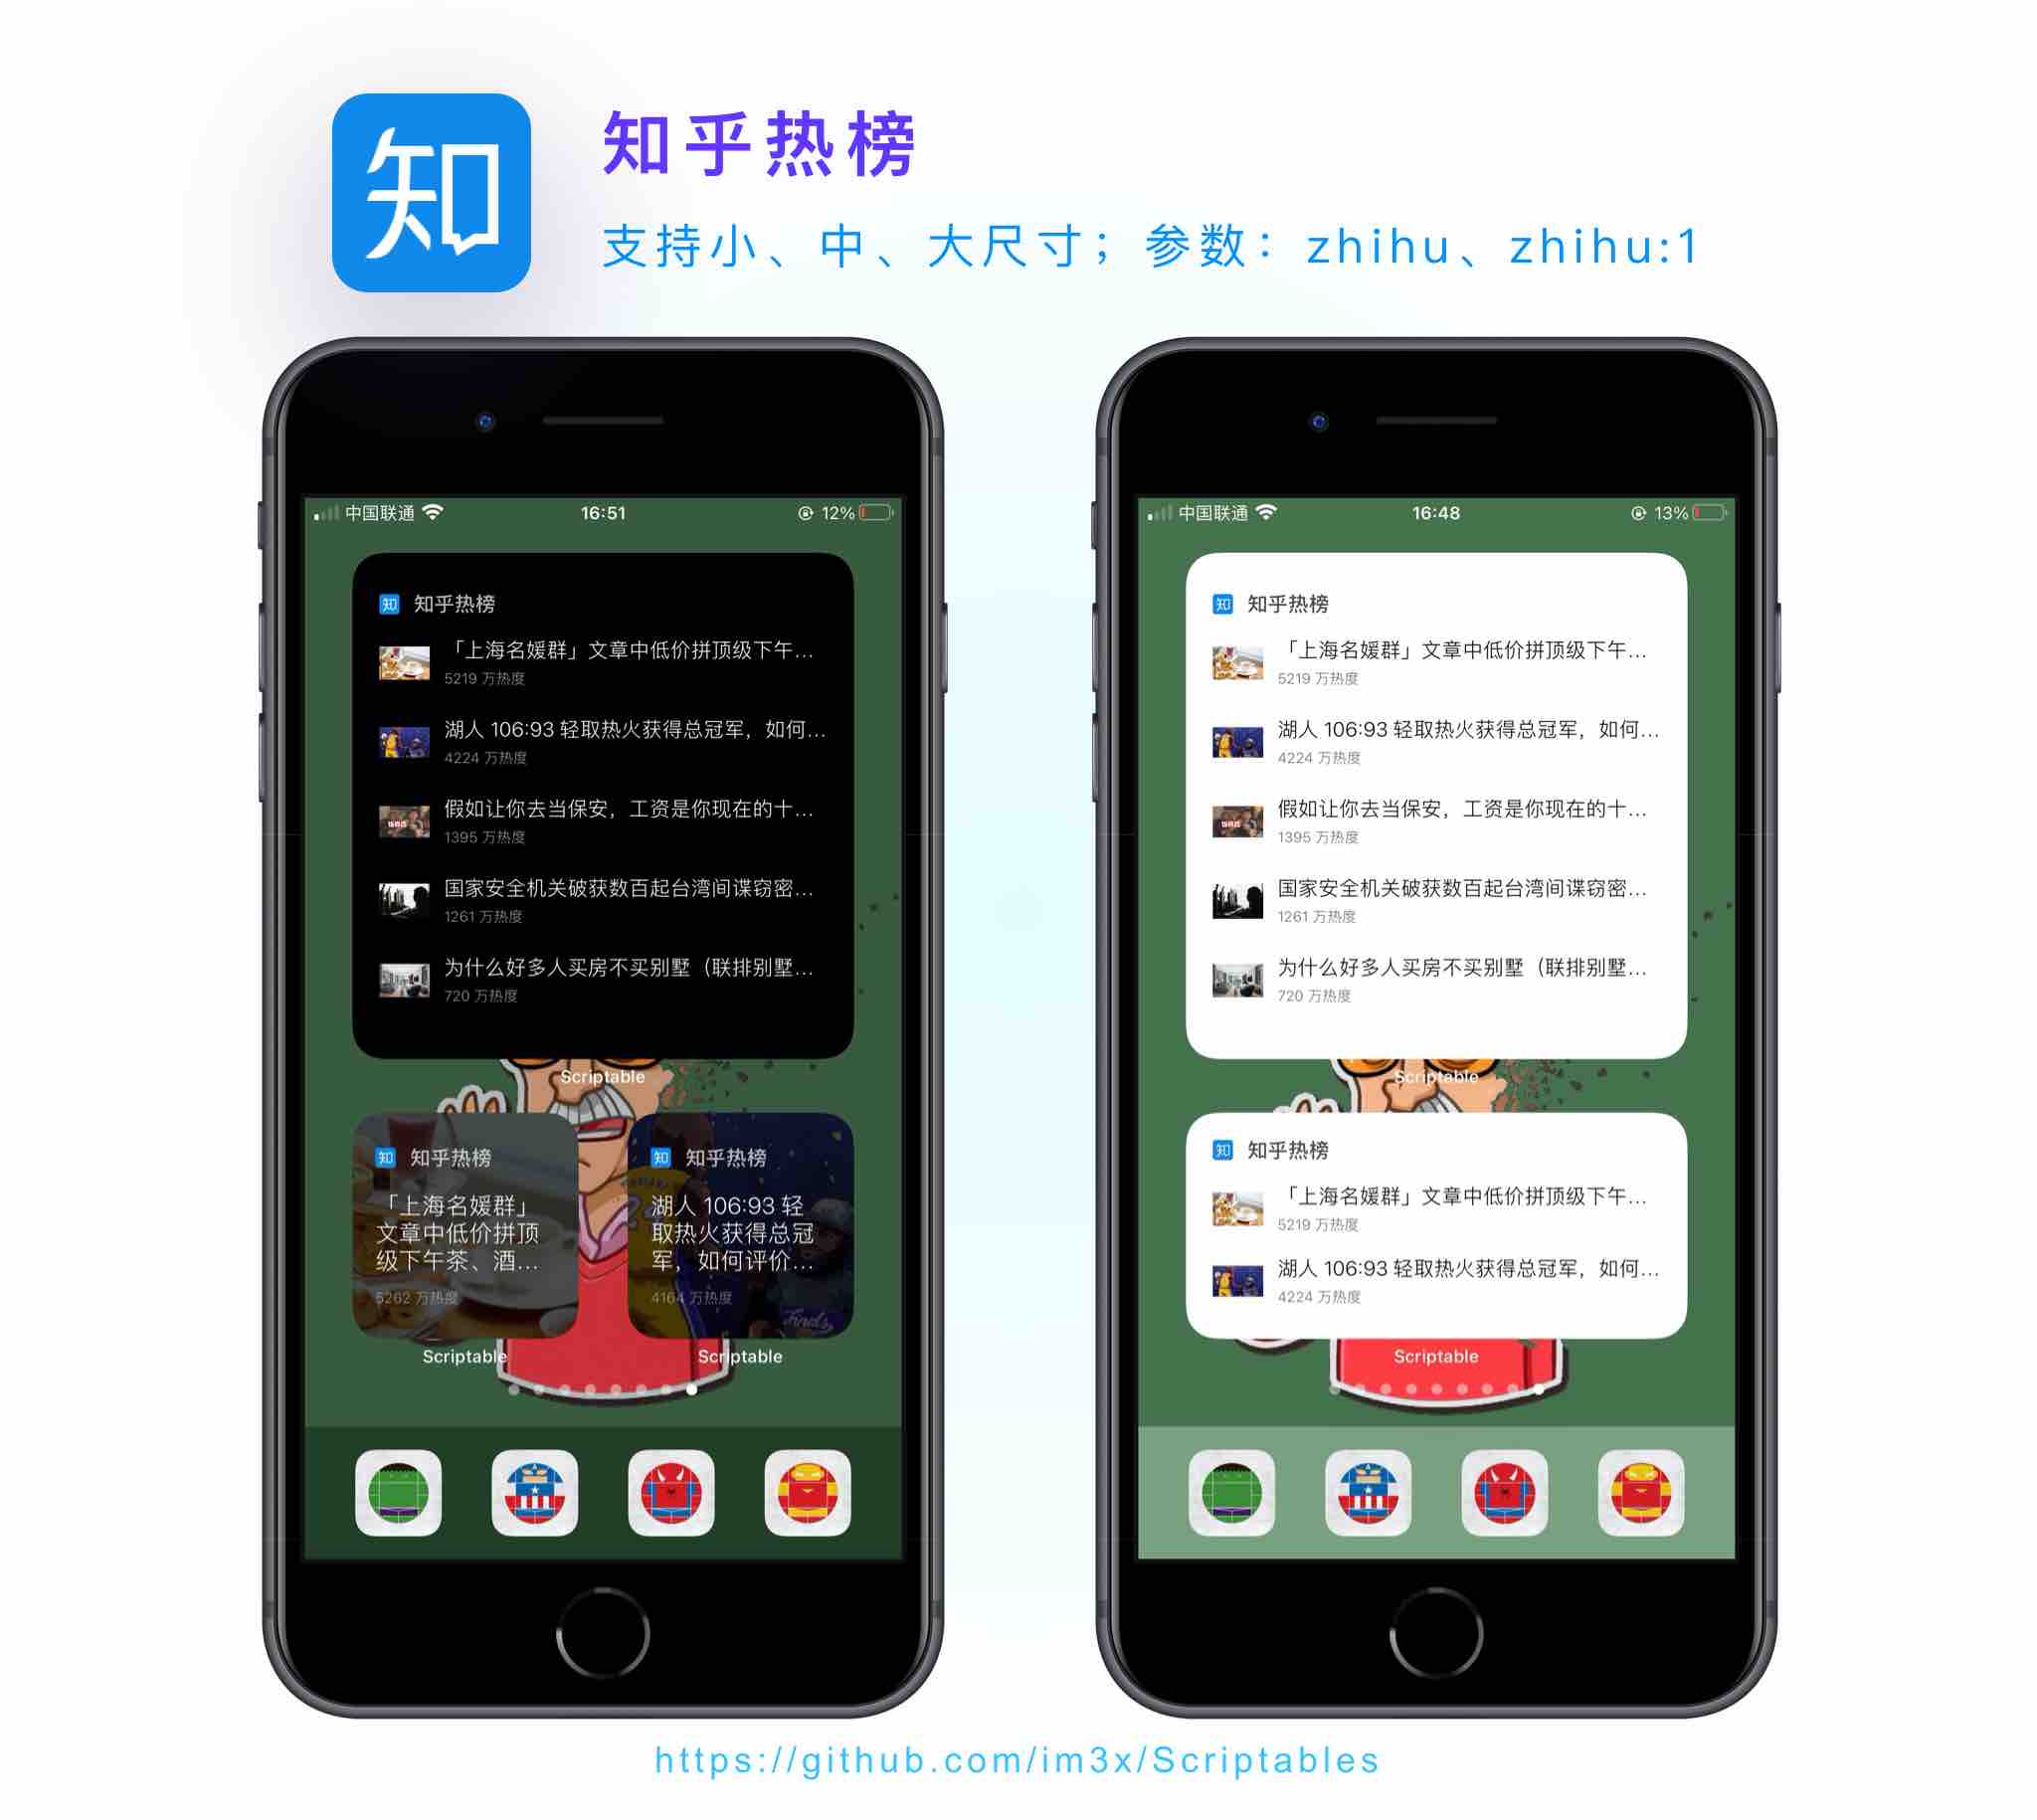 知
知乎热榜
支持小、中、大尺寸；参数：zhihu、zhihu:1
中国联通
16:51
12%
知 知乎热榜
「上海名媛群」文章中低价拼顶级下午...
5219 万热度
湖人 106:93 轻取热火获得总冠军，如何...
4224 万热度
假如让你去当保安，工资是你现在的十...
1395 万热度
国家安全机关破获数百起台湾间谍窃密...
1261 万热度
为什么好多人买房不买别墅（联排别墅...
720 万热度
Scriptable
知 知乎热榜
「上海名媛群」
文章中低价拼顶
级下午茶、酒...
5262 万热度
Scriptable
知 知乎热榜
湖人 106:93 轻
取热火获得总冠
军，如何评价...
4164 万热度
Finals
Scriptable
中国联通
16:48
13%
知 知乎热榜
「上海名媛群」文章中低价拼顶级下午...
5219 万热度
湖人 106:93 轻取热火获得总冠军，如何...
4224 万热度
假如让你去当保安，工资是你现在的十...
1395 万热度
国家安全机关破获数百起台湾间谍窃密...
1261 万热度
为什么好多人买房不买别墅（联排别墅...
720 万热度
Scriptable
知 知乎热榜
「上海名媛群」文章中低价拼顶级下午...
5219 万热度
湖人 106:93 轻取热火获得总冠军，如何...
4224 万热度
Scriptable
https://github.com/im3x/Scriptables